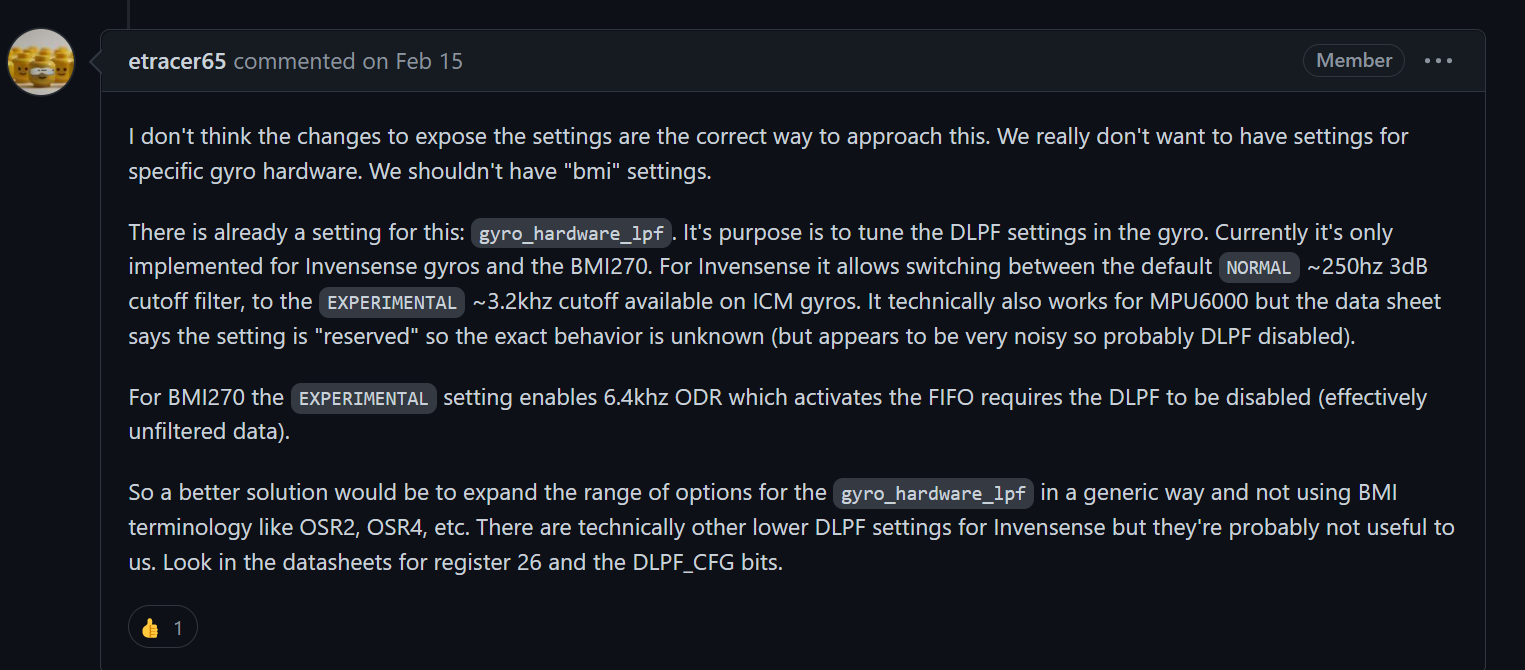 etracer65 commented on Feb 15
Member
I don't think the changes to expose the settings are the correct way to approach this. We really don't want to have settings for
specific gyro hardware. We shouldn't have "bmi" settings.
There is already a setting for this: gyro_hardware_lpf. It's purpose is to tune the DLPF settings in the gyro. Currently it's only
implemented for Invensense gyros and the BMI270. For Invensense it allows switching between the default NORMAL ~250hz 3dB
cutoff filter, to the EXPERIMENTAL ~3.2khz cutoff available on ICM gyros. It technically also works for MPU6000 but the data sheet
says the setting is "reserved" so the exact behavior is unknown (but appears to be very noisy so probably DLPF disabled).
For BMI270 the EXPERIMENTAL setting enables 6.4khz ODR which activates the FIFO requires the DLPF to be disabled (effectively
unfiltered data).
So a better solution would be to expand the range of options for the gyro_hardware_lpf in a generic way and not using BMI
terminology like OSR2, OSR4, etc. There are technically other lower DLPF settings for Invensense but they're probably not useful to
us. Look in the datasheets for register 26 and the DLPF_CFG bits.
1